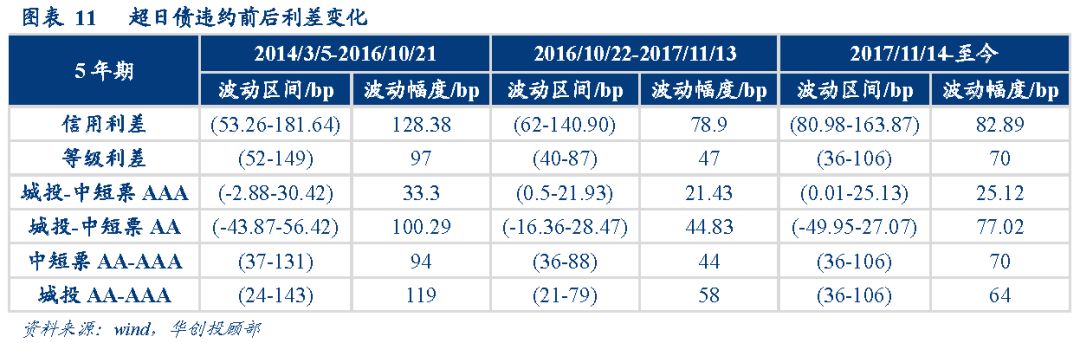 图表 11 超日债违约前后利差变化
5 年期 2014/3/5-2016/10/21 2016/10/22-2017/11/13 2017/11/14-至今
波动区间/bp 波动幅度/bp 波动区间/bp 波动幅度/bp 波动区间/bp 波动幅度/bp
信用利差 (53.26-181.64) 128.38 (62-140.90) 78.9 (80.98-163.87) 82.89
等级利差 (52-149) 97 (40-87) 47 (36-106) 70
城投-中短票 AAA (-2.88-30.42) 33.3 (0.5-21.93) 21.43 (0.01-25.13) 25.12
城投-中短票 AA (-43.87-56.42) 100.29 (-16.36-28.47) 44.83 (-49.95-27.07) 77.02
中短票 AA-AAA (37-131) 94 (36-88) 44 (36-106) 70
城投 AA-AAA (24-143) 119 (21-79) 58 (36-106) 64
资料来源：wind，华创投顾部